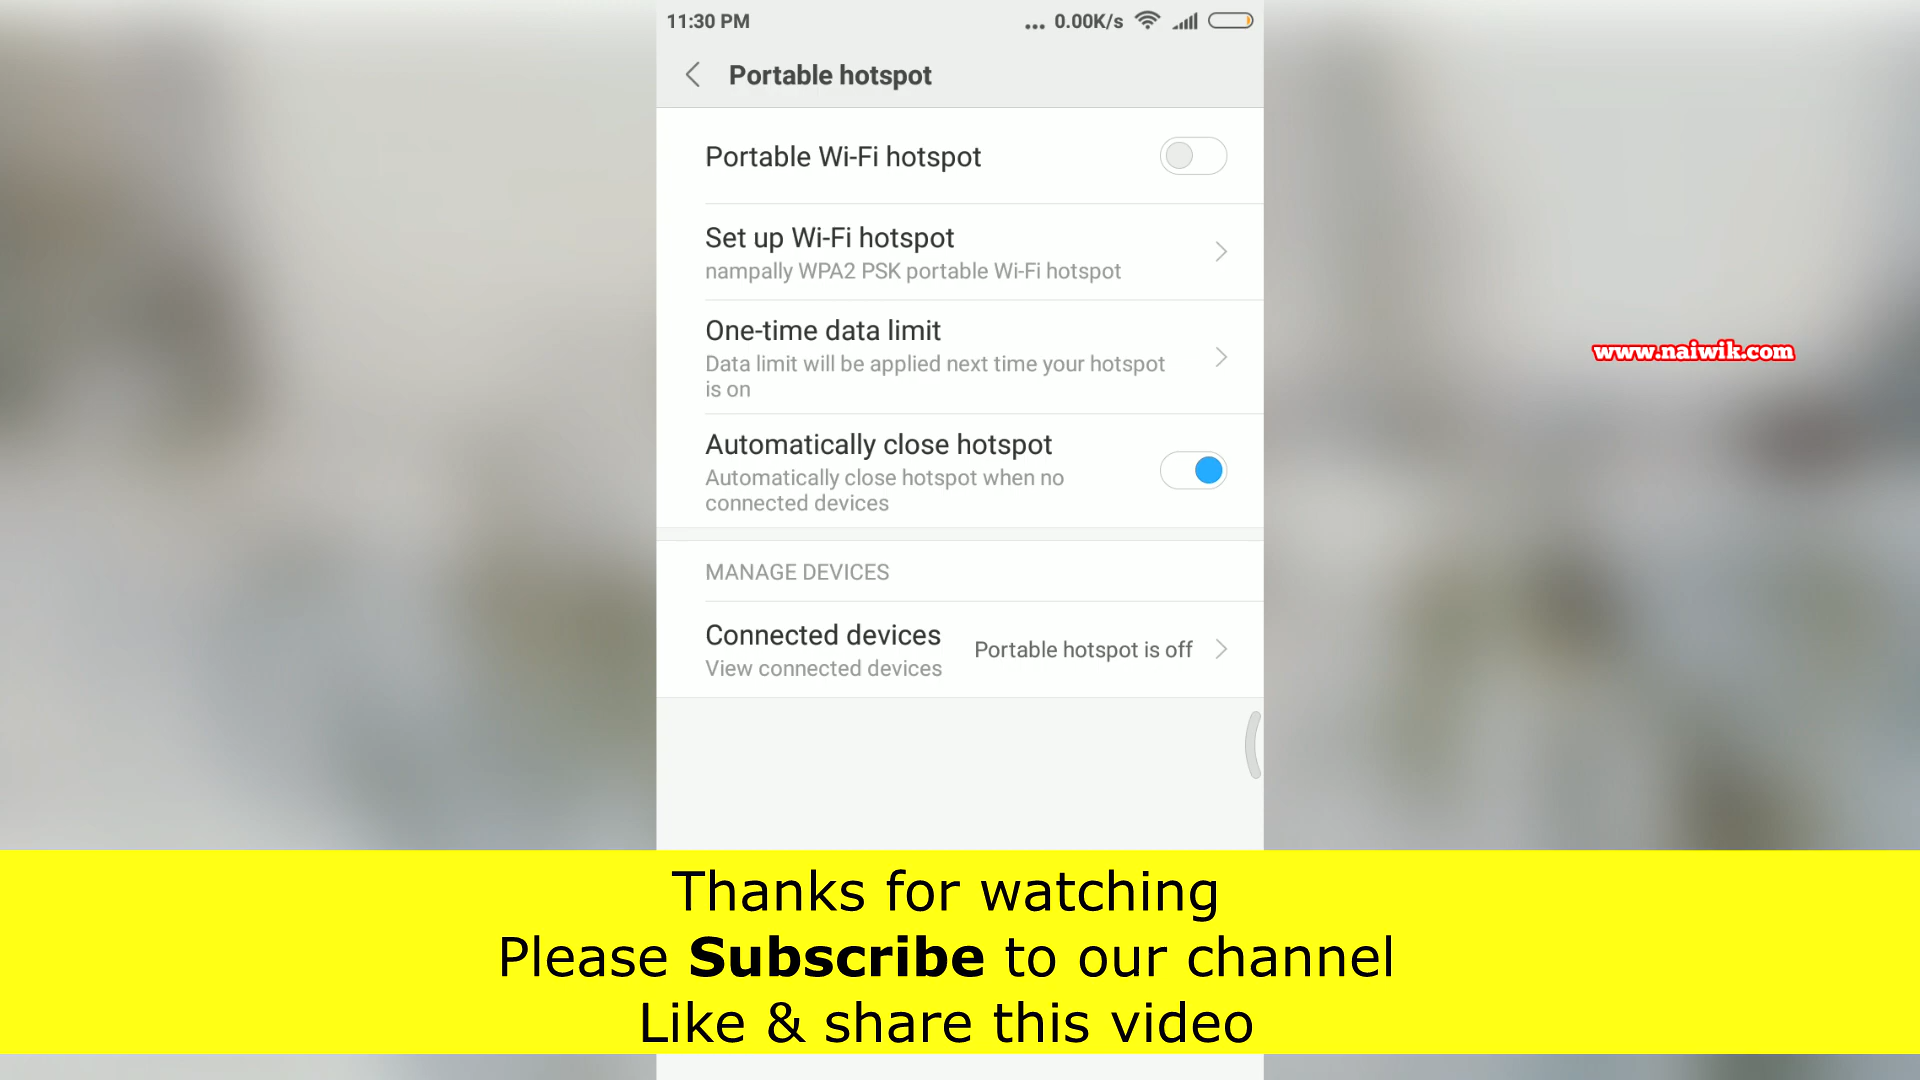 11:30 PM
... 0.00K/s
Portable hotspot
Portable Wi-Fi hotspot
Set up Wi-Fi hotspot
nampally WPA2 PSK portable Wi-Fi hotspot
One-time data limit
Data limit will be applied next time your hotspot
is on
www.naiwik.com
Automatically close hotspot
Automatically close hotspot when no
connected devices
MANAGE DEVICES
Connected devices
View connected devices
Portable hotspot is off
Thanks for watching
Please Subscribe to our channel
Like & share this video